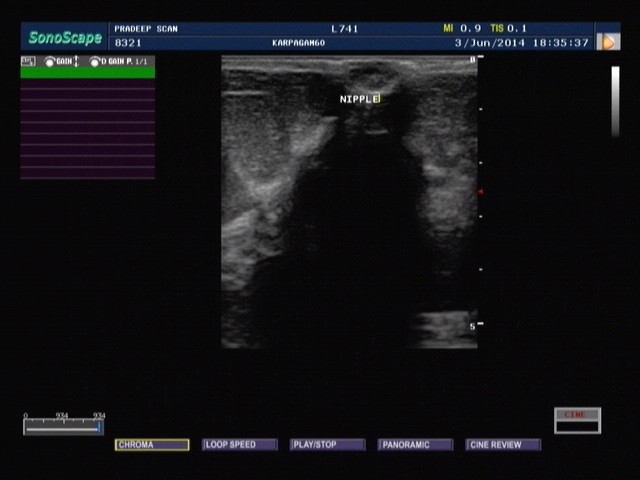 SonoScape
PRADEEP SCAN L741 MI 0.9 TIS 0.1
8321 KARPAGAM60 3/Jun/2014 18:35:37
GAIN D GAIN P. 1/1
0
NIPPLE
5
0 934 934
CINE
CHROMA LOOP SPEED PLAY/STOP PANORAMIC CINE REVIEW